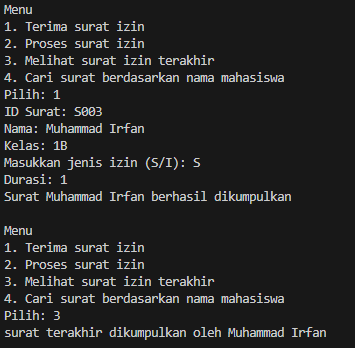 Menu
1. Terima surat izin
2. Proses surat izin
3. Melihat surat izin terakhir
4. Cari surat berdasarkan nama mahasiswa
Pilih: 1
ID Surat: S003
Nama: Muhammad Irfan
Kelas: 1B
Masukkan jenis izin (S/I): S
Durasi: 1
Surat Muhammad Irfan berhasil dikumpulkan

Menu
1. Terima surat izin
2. Proses surat izin
3. Melihat surat izin terakhir
4. Cari surat berdasarkan nama mahasiswa
Pilih: 3
surat terakhir dikumpulkan oleh Muhammad Irfan